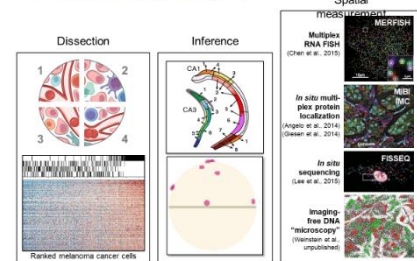 Spatial
measurement
Dissection
Inference
1
2
3
4
Ranked melanoma cancer cells
CA1
CA3
Multiplex
RNA FISH
(Chen et al., 2015)
MERFISH
In situ multi-
plex protein
localization
(Angelo et al., 2014)
(Giesen et al., 2014)
MIBI
IMC
In situ
sequencing
(Lee et al., 2015)
FISSEQ
Imaging-
free DNA
"microscopy"
(Weinstein et al.,
unpublished)